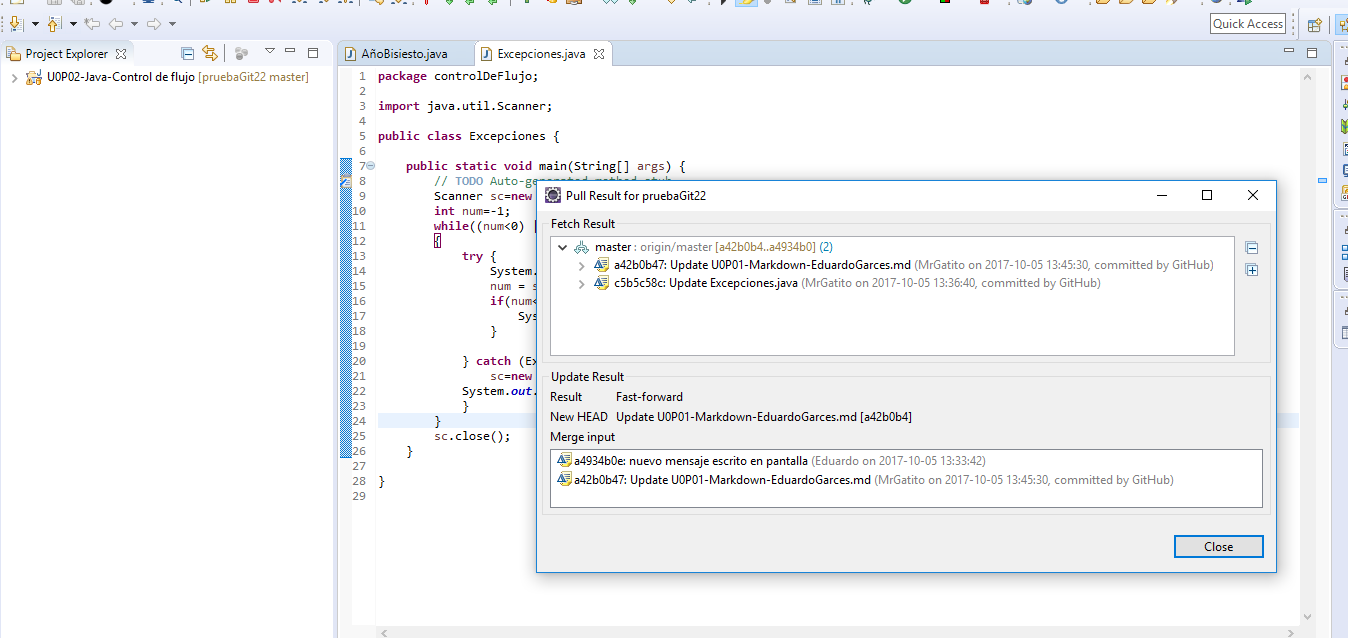 Quick Access
Project Explorer
U0P02-Java-Control de flujo [pruebaGit22 master]
AñoBisiesto.java
Excepciones.java
1 package controlDeFlujo;
2
3 import java.util.Scanner;
4
5 public class Excepciones {
6
7 public static void main(String[] args) {
8 // TODO Auto-generated method stub
9 Scanner sc=new
10 int num=-1;
11 while((num<0) |
12 {
13 try {
14 System.
15 num = s
16 if(num<
17 Sys
18 }
19
20 } catch (Ex
21 sc=new
22 System.out.
23 }
24 }
25 sc.close();
26 }
27
28 }
29
Pull Result for pruebaGit22
Fetch Result
master : origin/master [a42b0b4..a4934b0] (2)
a42b0b47: Update U0P01-Markdown-EduardoGarces.md (MrGatito on 2017-10-05 13:45:30, committed by GitHub)
c5b5c58c: Update Excepciones.java (MrGatito on 2017-10-05 13:36:40, committed by GitHub)
Update Result
Result Fast-forward
New HEAD Update U0P01-Markdown-EduardoGarces.md [a42b0b4]
Merge input
a4934b0e: nuevo mensaje escrito en pantalla (Eduardo on 2017-10-05 13:33:42)
a42b0b47: Update U0P01-Markdown-EduardoGarces.md (MrGatito on 2017-10-05 13:45:30, committed by GitHub)
Close